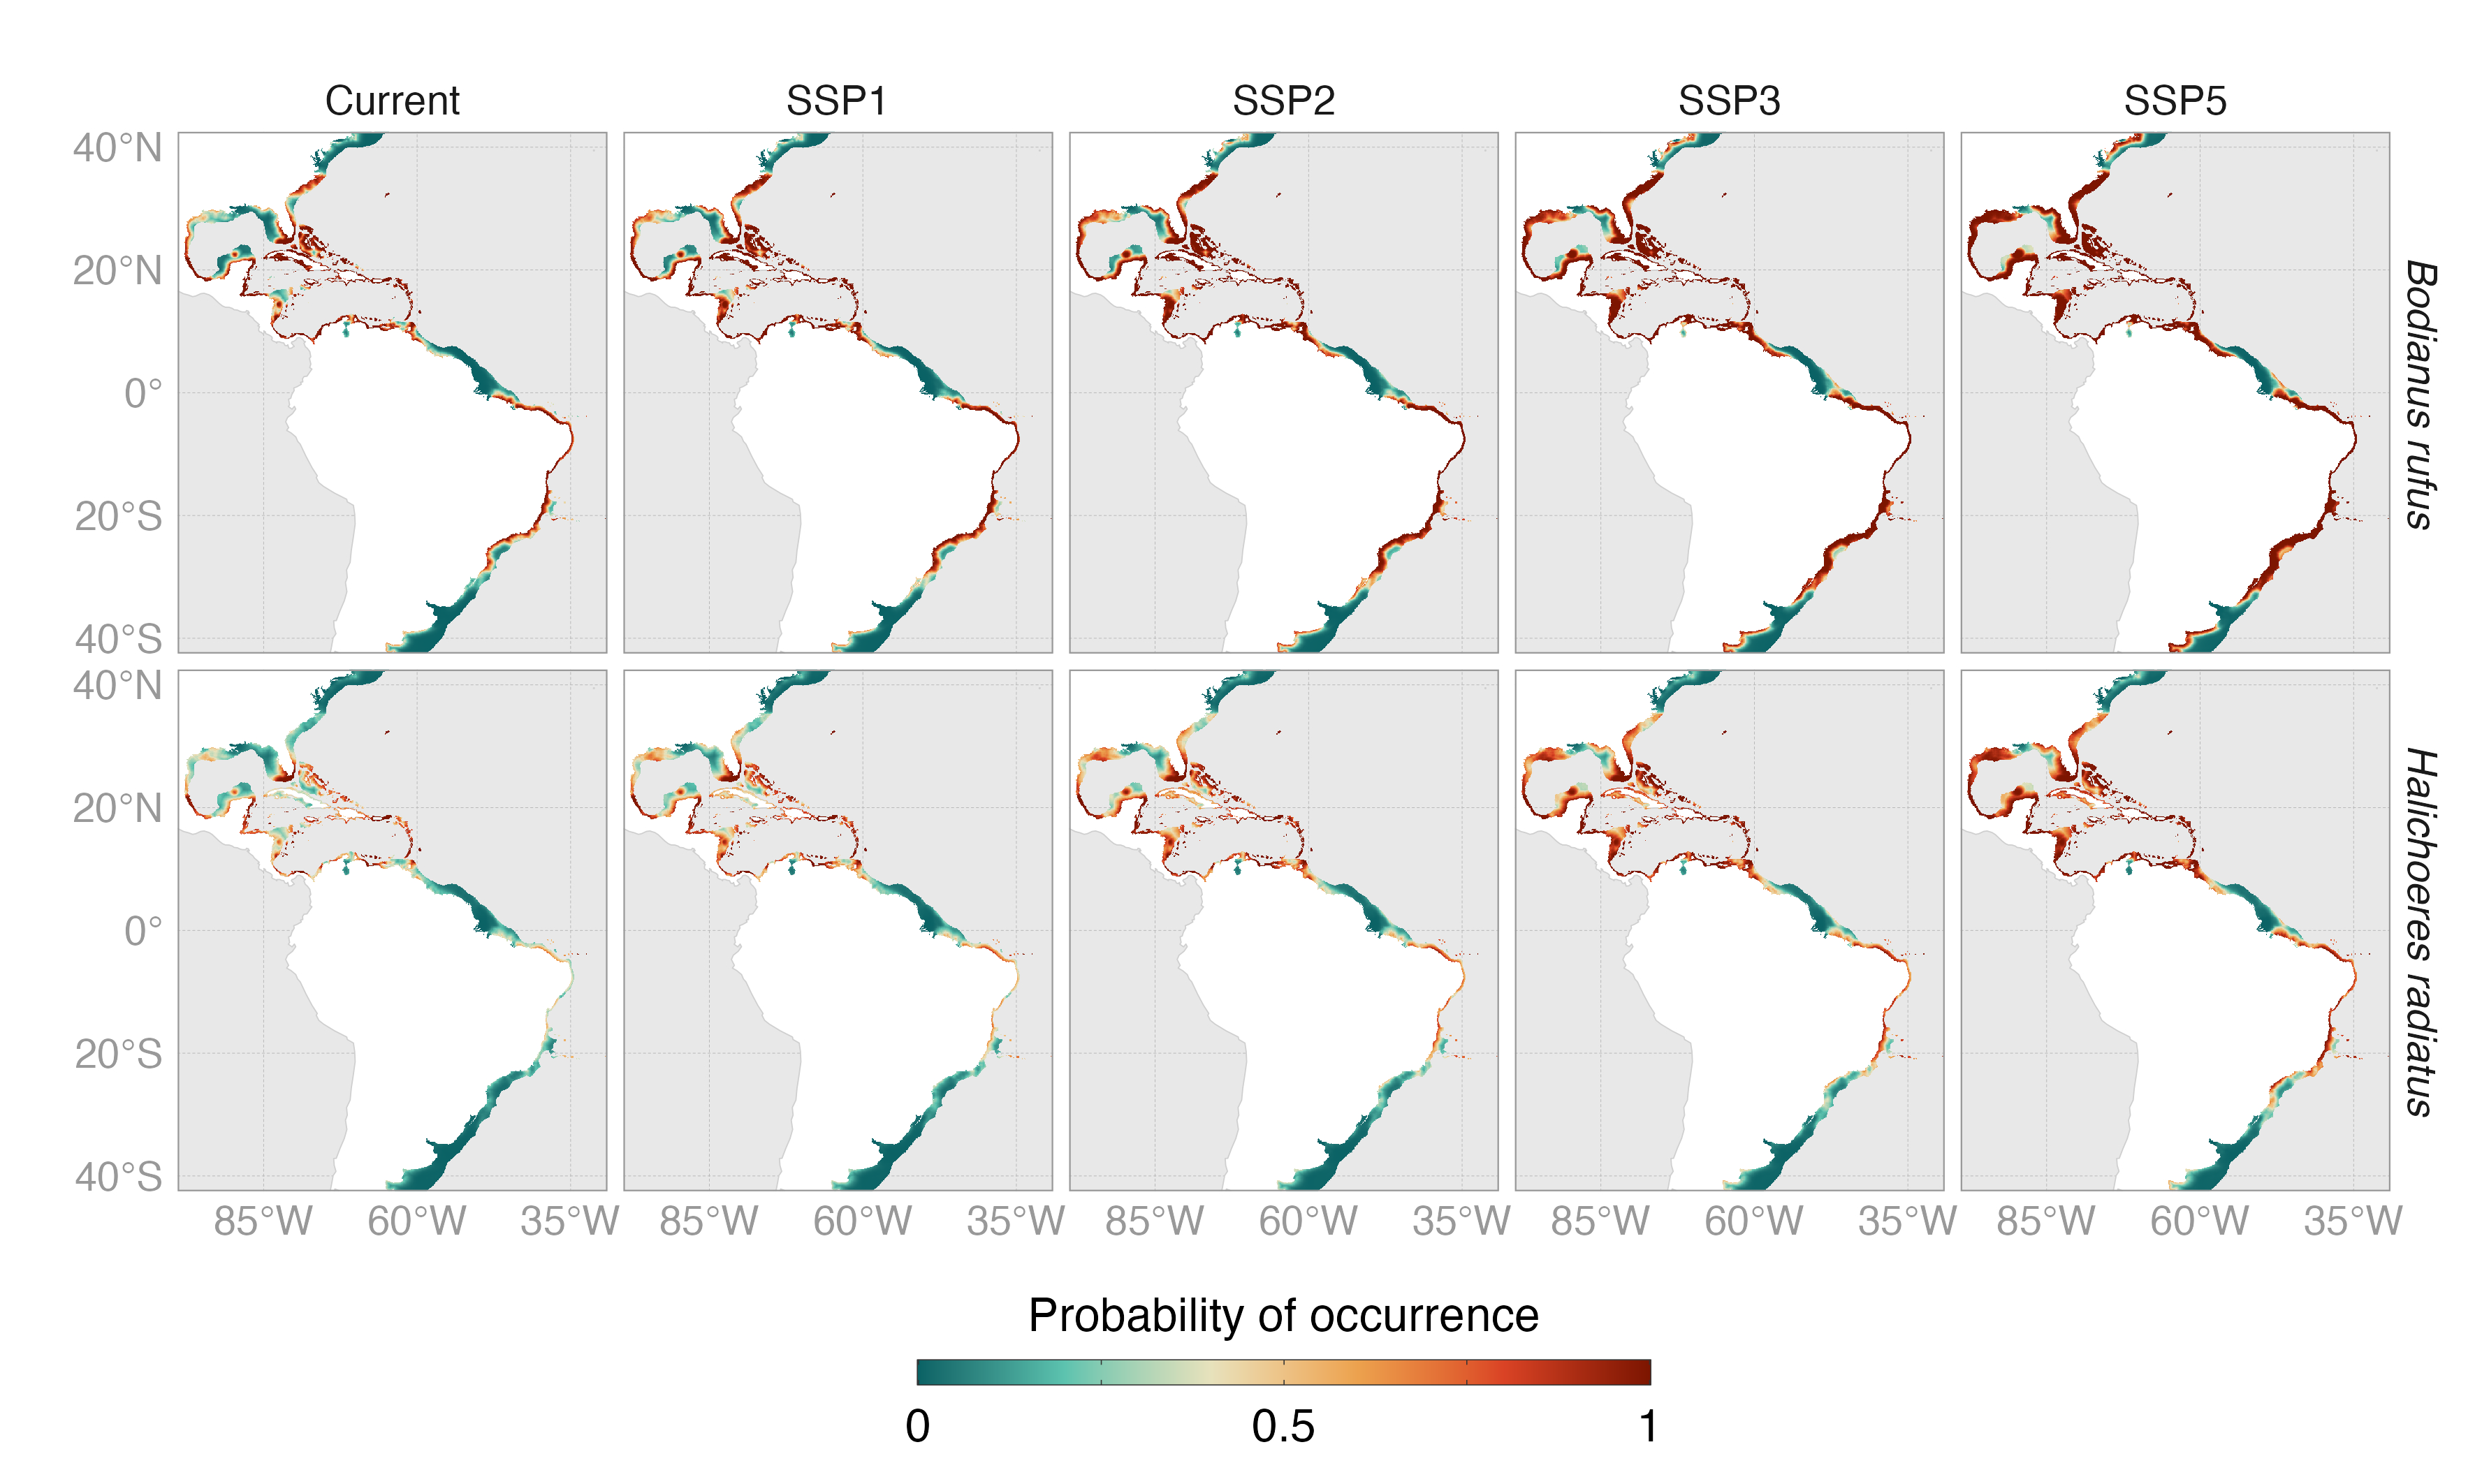 Current SSP1 SSP2 SSP3 SSP5
40°N
20°N
0°
20°S
40°S
Bodianus rufus
40°N
20°N
0°
20°S
40°S
Halichoeres radiatus
85°W 60°W 35°W 85°W 60°W 35°W 85°W 60°W 35°W 85°W 60°W 35°W 85°W 60°W 35°W
Probability of occurrence
0 0.5 1